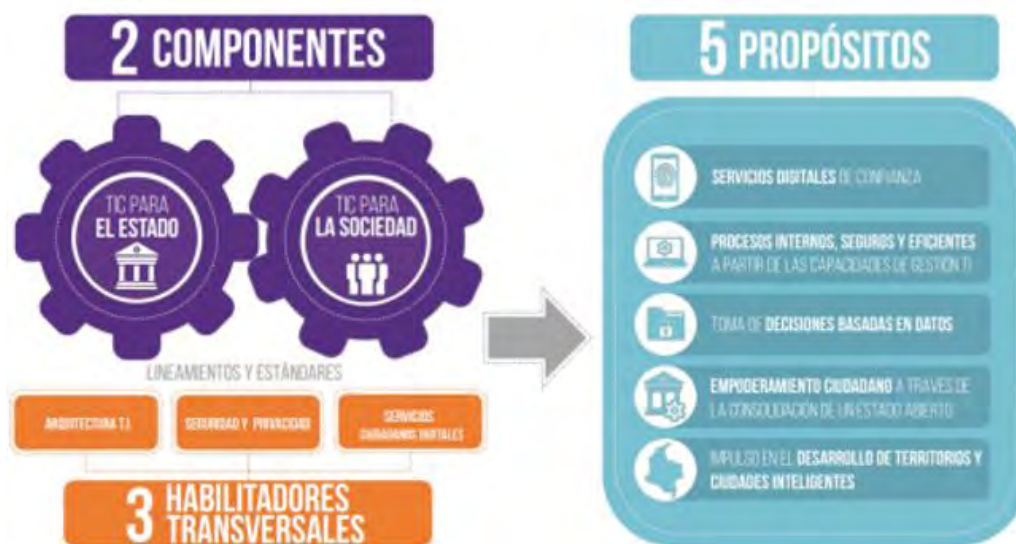 2 COMPONENTES
TIC PARA
EL ESTADO
TIC PARA
LA SOCIEDAD
LINEAMIENTOS Y ESTÁNDARES
ARQUITECTURA T.I.
SEGURIDAD Y PRIVACIDAD
SERVICIOS
CIUDADANOS DIGITALES
3 HABILITADORES
TRANSVERSALES
5 PROPÓSITOS
SERVICIOS DIGITALES DE CONFIANZA
PROCESOS INTERNOS, SEGUROS Y EFICIENTES
A PARTIR DE LAS CAPACIDADES DE GESTIÓN TI
TOMA DE DECISIONES BASADAS EN DATOS
EMPODERAMIENTO CIUDADANO A TRAVÉS DE
LA CONSOLIDACIÓN DE UN ESTADO ABIERTO
IMPULSO EN EL DESARROLLO DE TERRITORIOS Y
CIUDADES INTELIGENTES